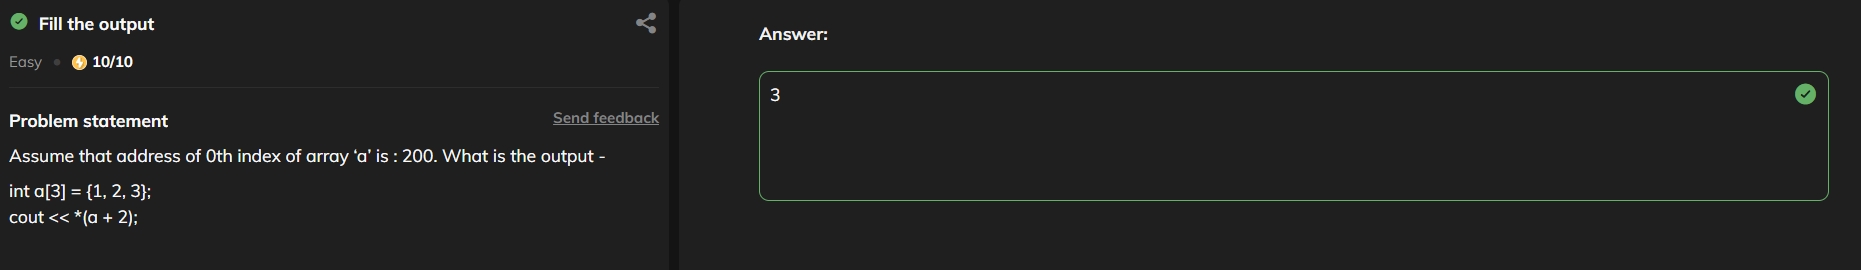 Fill the output
Easy • 10/10
Problem statement
Send feedback
Assume that address of 0th index of array ‘a’ is : 200. What is the output -
int a[3] = {1, 2, 3};
cout << *(a + 2);
Answer:
3